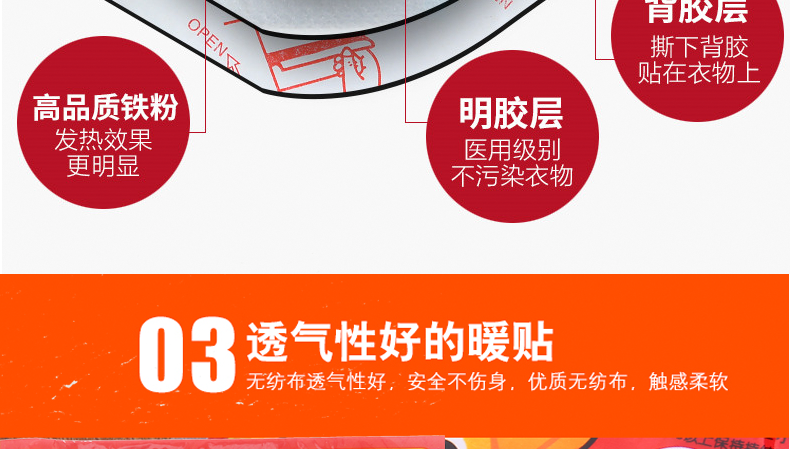 OPEN
背胶层
撕下背胶
贴在衣物上
高品质铁粉
发热效果
更明显
明胶层
医用级别
不污染衣物
03
透气性好的暖贴
无纺布透气性好，安全不伤身，优质无纺布，触感柔软